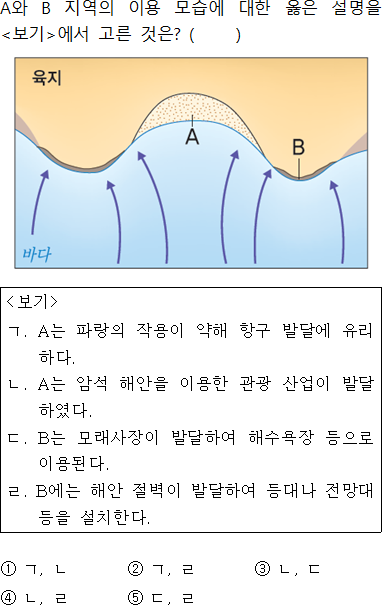 A와 B 지역의 이용 모습에 대한 옳은 설명을
<보기>에서 고른 것은? (     )
육지
A
B
바다
<보기>
ㄱ. A는 파랑의 작용이 약해 항구 발달에 유리
하다.
ㄴ. A는 암석 해안을 이용한 관광 산업이 발달
하였다.
ㄷ. B는 모래사장이 발달하여 해수욕장 등으로
이용된다.
ㄹ. B에는 해안 절벽이 발달하여 등대나 전망대
등을 설치한다.
① ㄱ, ㄴ ② ㄱ, ㄹ ③ ㄴ, ㄷ
④ ㄴ, ㄹ ⑤ ㄷ, ㄹ